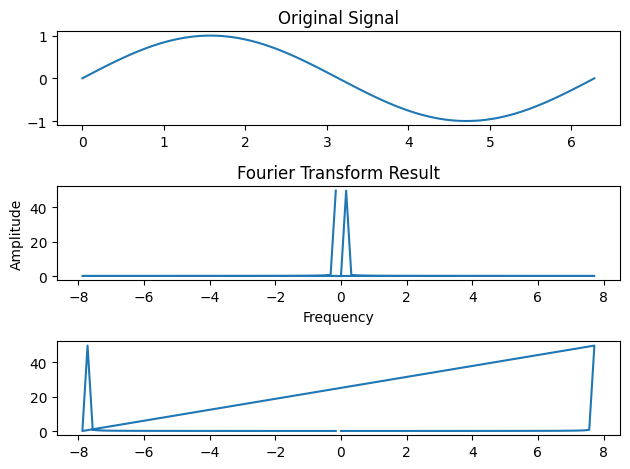 Original Signal
1
0
−1
0 1 2 3 4 5 6
Fourier Transform Result
Amplitude
40
20
0
−8 −6 −4 −2 0 2 4 6 8
Frequency
40
20
0
−8 −6 −4 −2 0 2 4 6 8